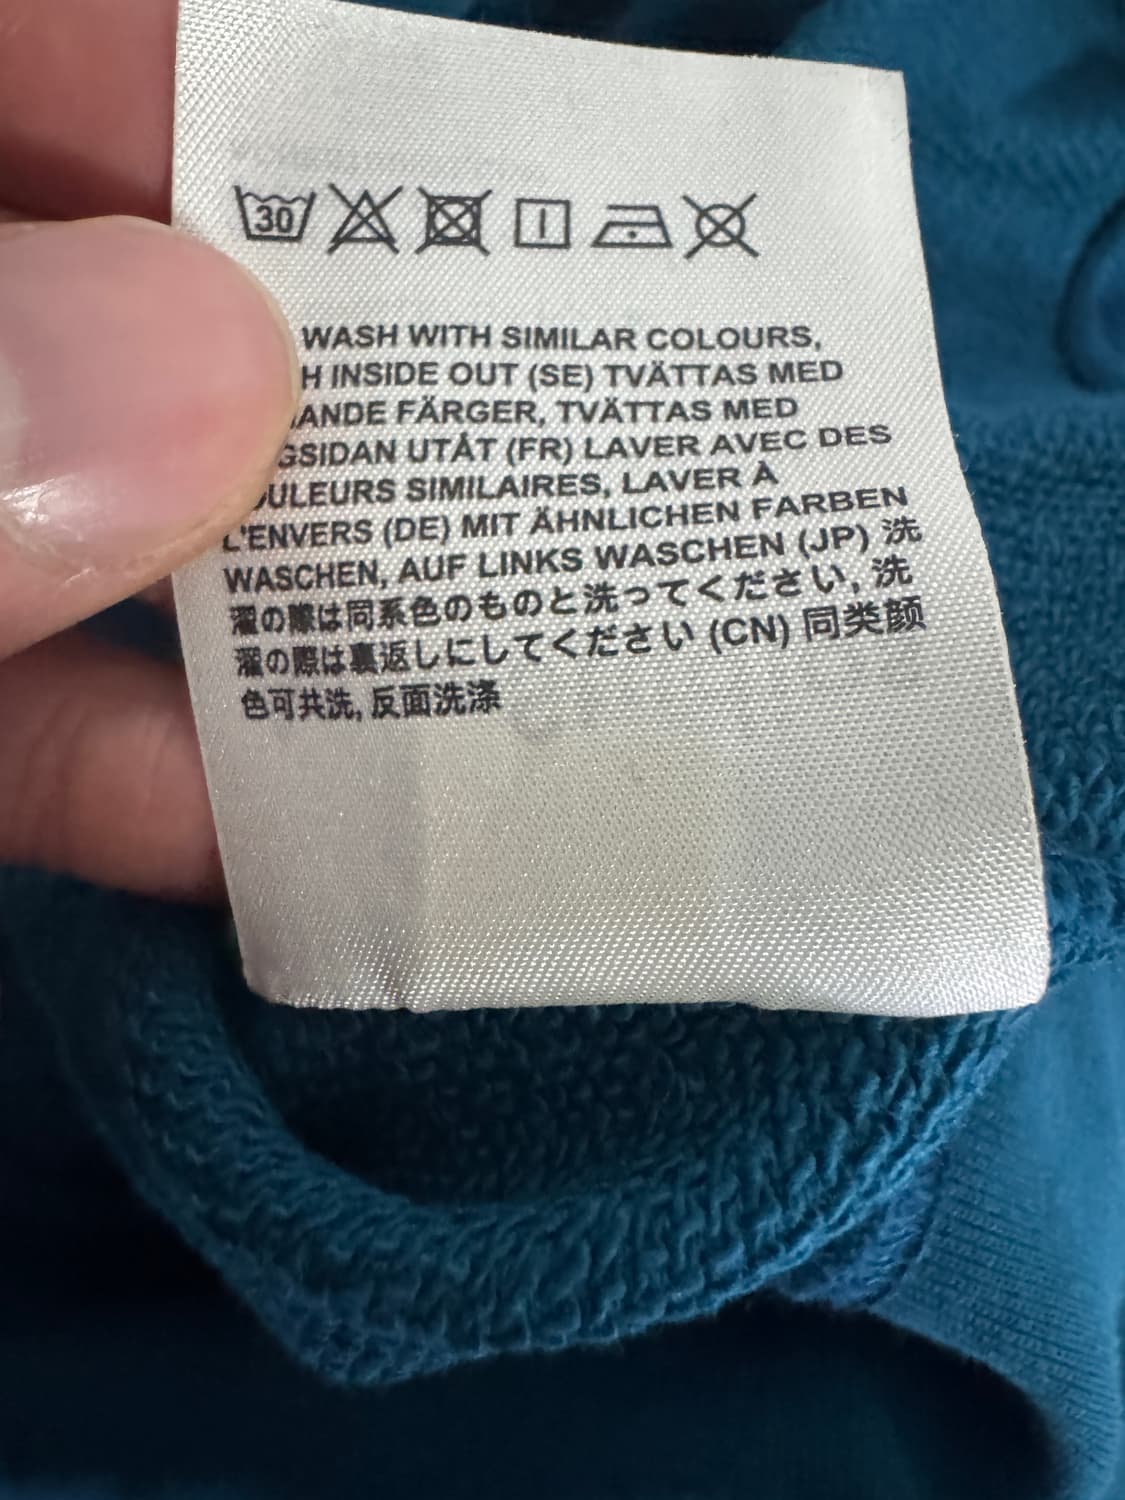 30
WASH WITH SIMILAR COLOURS,
INSIDE OUT (SE) TVÄTTAS MED
FÄRGER, TVÄTTAS MED
UTÅT (FR) LAVER AVEC DES
SIMILAIRES, LAVER À
L'ENVERS (DE) MIT ÄHNLICHEN FARBEN
WASCHEN, AUF LINKS WASCHEN (JP) 洗
濯の際は同系色のものと洗ってください, 洗
濯の際は裏返しにしてください (CN) 同类颜
色可共洗, 反面洗涤